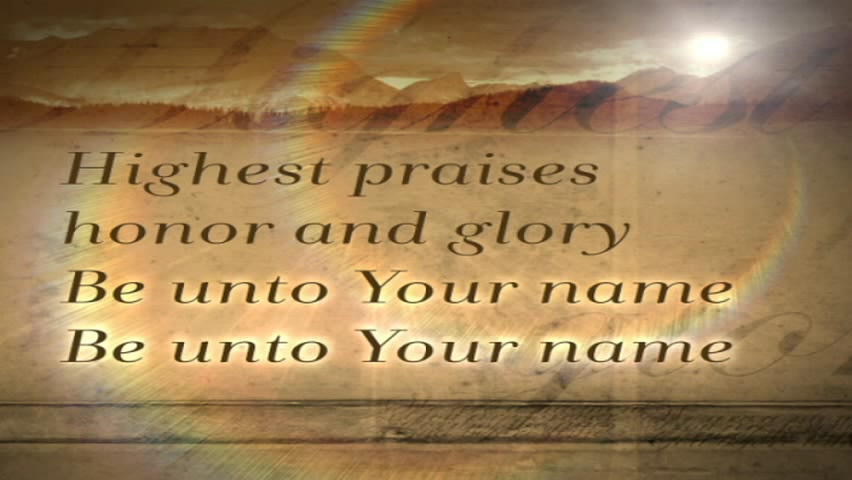 Highest praises
honor and glory
Be unto Your name
Be unto Your name